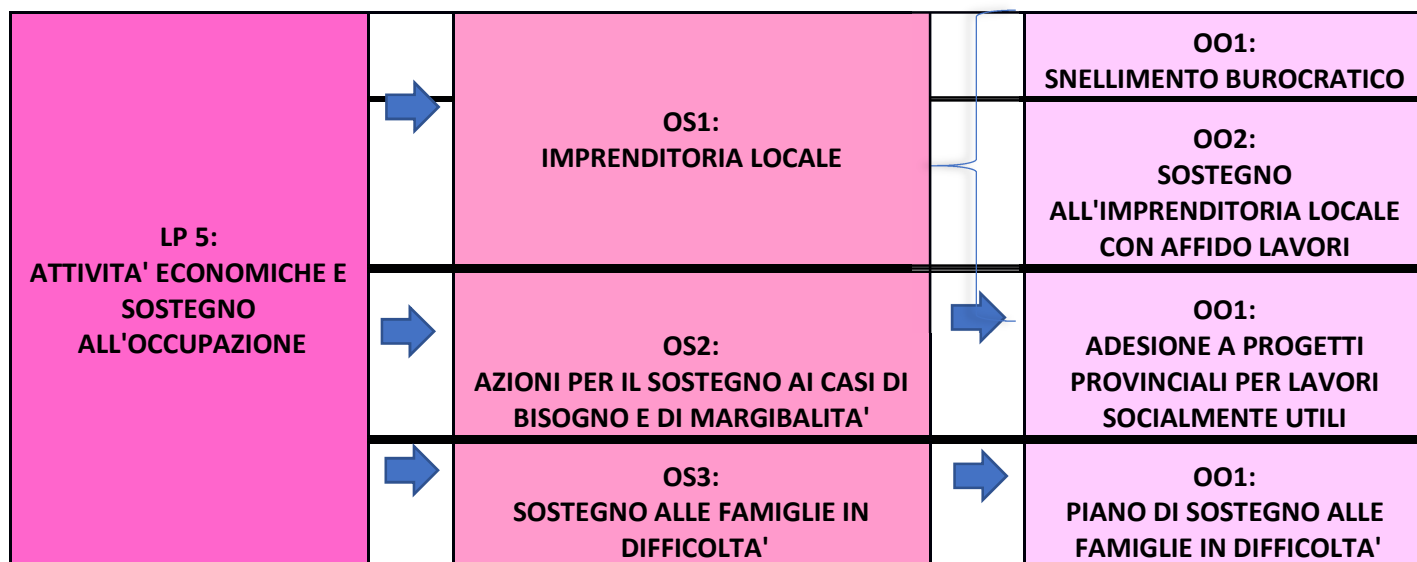 LP 5:
ATTIVITA' ECONOMICHE E
SOSTEGNO
ALL'OCCUPAZIONE
OS1:
IMPRENDITORIA LOCALE
OO1:
SNELLIMENTO BUROCRATICO
OO2:
SOSTEGNO
ALL'IMPRENDITORIA LOCALE
CON AFFIDO LAVORI
OS2:
AZIONI PER IL SOSTEGNO AI CASI DI
BISOGNO E DI MARGIBALITA'
OO1:
ADESIONE A PROGETTI
PROVINCIALI PER LAVORI
SOCIALMENTE UTILI
OS3:
SOSTEGNO ALLE FAMIGLIE IN
DIFFICOLTA'
OO1:
PIANO DI SOSTEGNO ALLE
FAMIGLIE IN DIFFICOLTA'